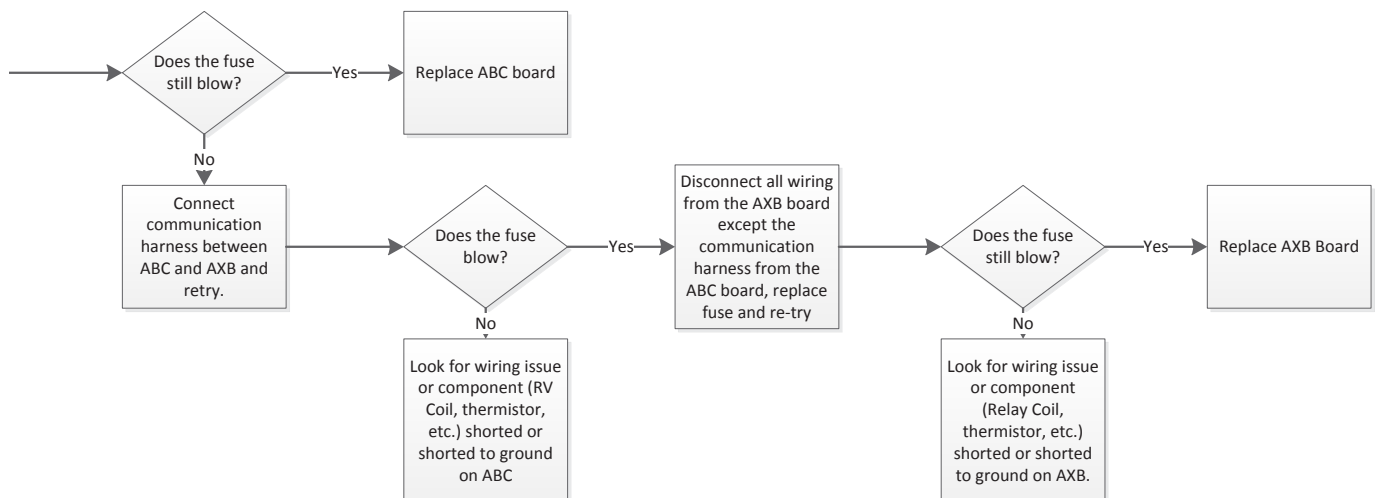 Does the fuse
still blow?
Yes
Replace ABC board
No
Connect
communication
harness between
ABC and AXB and
retry.
Does the fuse
blow?
Yes
Disconnect all wiring
from the AXB board
except the
communication
harness from the
ABC board, replace
fuse and re-try
Does the fuse
still blow?
Yes
Replace AXB Board
No
Look for wiring issue
or component (RV
Coil, thermistor,
etc.) shorted or
shorted to ground
on ABC
No
Look for wiring issue
or component
(Relay Coil,
thermistor, etc.)
shorted or shorted
to ground on AXB.